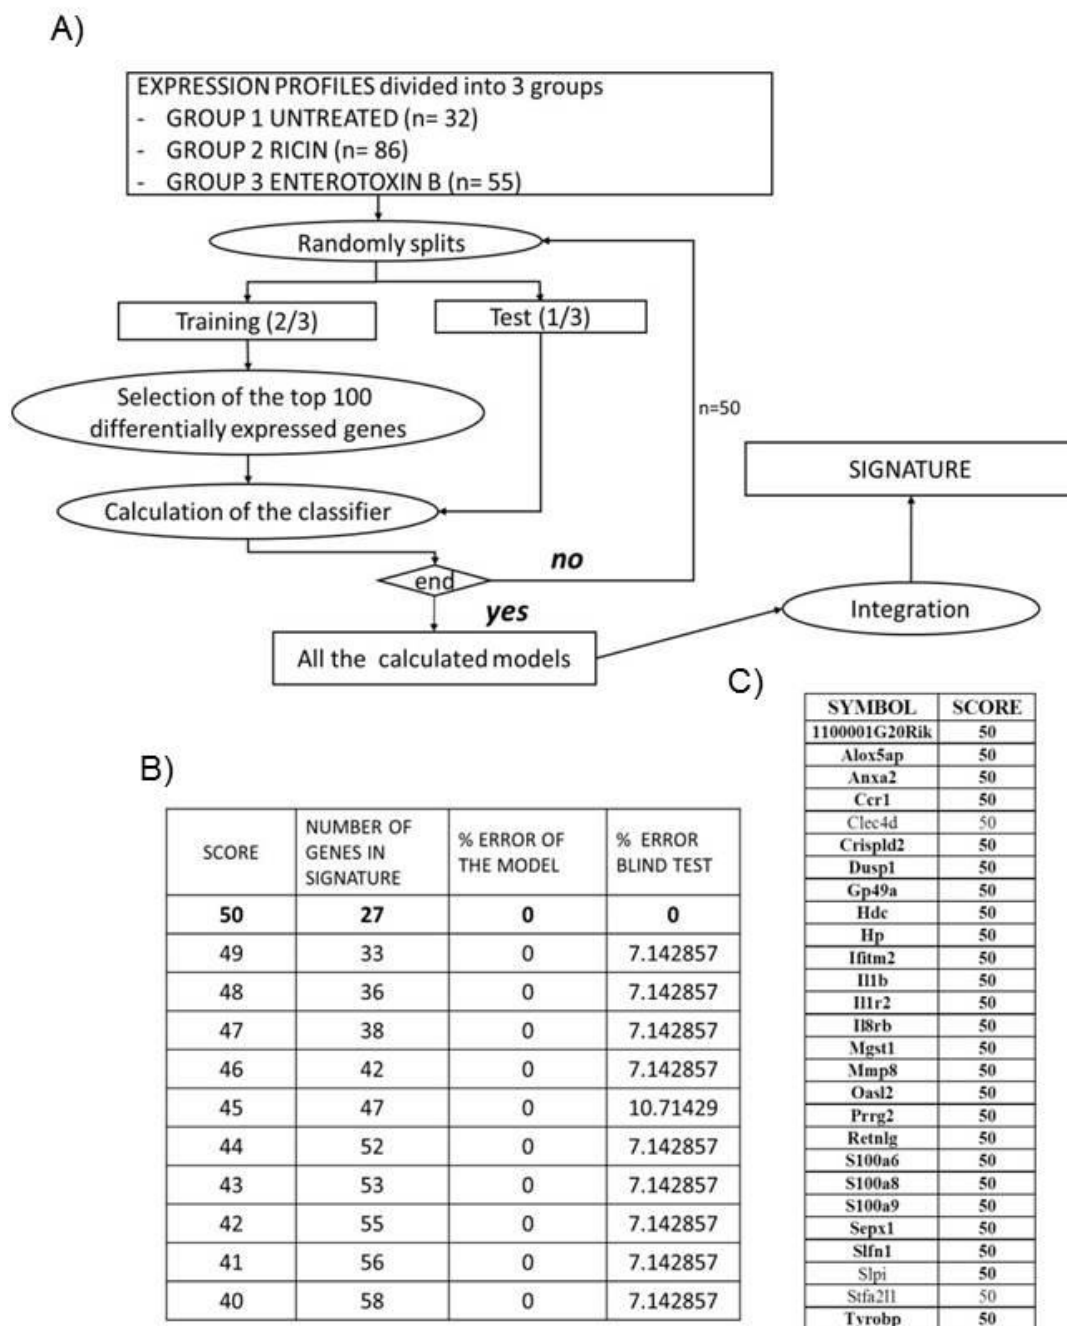 A)
EXPRESSION PROFILES divided into 3 groups
- GROUP 1 UNTREATED (n= 32)
- GROUP 2 RICIN (n= 86)
- GROUP 3 ENTEROTOXIN B (n= 55)
Randomly splits
Training (2/3)
Test (1/3)
Selection of the top 100
differentially expressed genes
n=50
Calculation of the classifier
SIGNATURE
end
no
yes
Integration
All the calculated models
B)
SCORE
NUMBER OF
GENES IN
SIGNATURE
% ERROR OF
THE MODEL
% ERROR
BLIND TEST
50 27 0 0
49 33 0 7.142857
48 36 0 7.142857
47 38 0 7.142857
46 42 0 7.142857
45 47 0 10.71429
44 52 0 7.142857
43 53 0 7.142857
42 55 0 7.142857
41 56 0 7.142857
40 58 0 7.142857
C)
SYMBOL SCORE
1100001G20Rik 50
Alox5ap 50
Anxa2 50
Ccr1 50
Clec4d 50
Crispld2 50
Dusp1 50
Gp49a 50
Hdc 50
Hp 50
Ifitm2 50
Il1b 50
Il1r2 50
Il8rb 50
Mgst1 50
Mmp8 50
Oasl2 50
Prrg2 50
Retnlg 50
S100a6 50
S100a8 50
S100a9 50
Sepx1 50
Slfn1 50
Slpi 50
Stfa2l1 50
Tyrobp 50